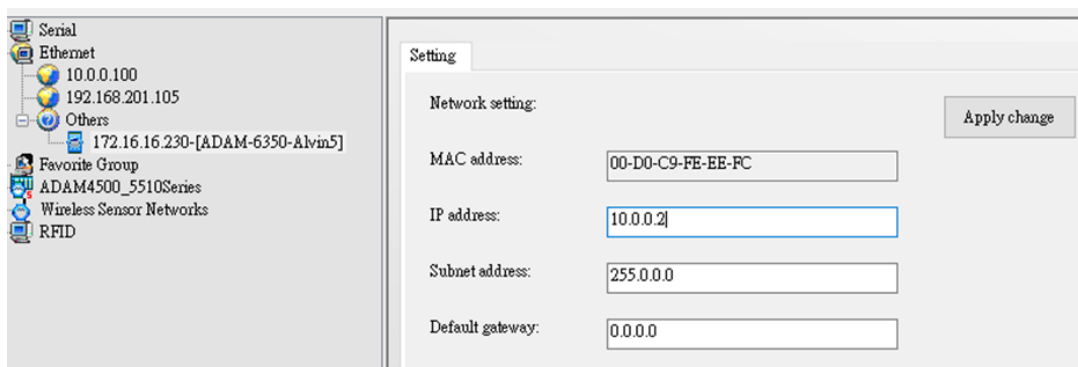 Serial
Ethernet
10.0.0.100
192.168.201.105
Others
172.16.16.230-[ADAM-6350-Alvin5]
Favorite Group
ADAM4500_5510Series
Wireless Sensor Networks
RFID
Setting
Network setting:
Apply change
MAC address:
00-D0-C9-FE-EE-FC
IP address:
10.0.0.2
Subnet address:
255.0.0.0
Default gateway:
0.0.0.0